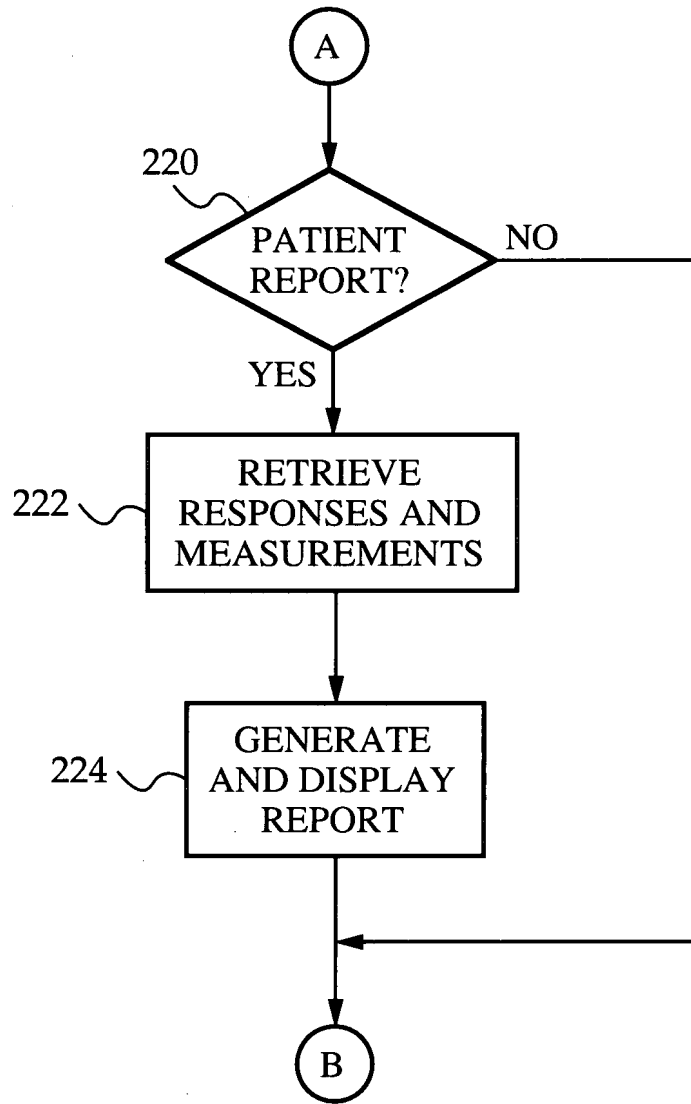 A
220
PATIENT
REPORT?
NO
YES
222
RETRIEVE
RESPONSES AND
MEASUREMENTS
224
GENERATE
AND DISPLAY
REPORT
B